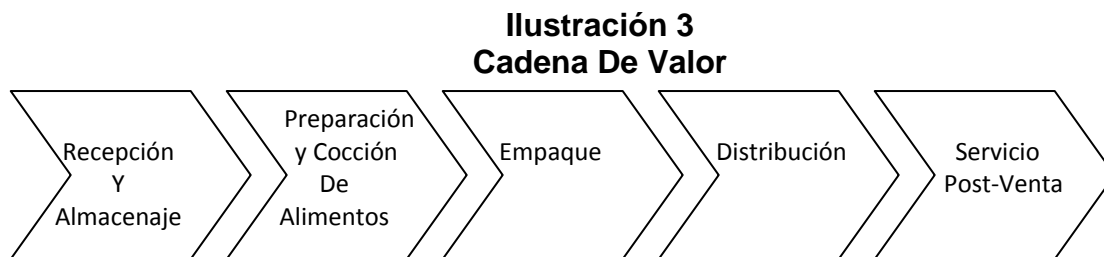 Ilustración 3
Cadena De Valor
Recepción
Y
Almacenaje
Preparación
y Cocción
De
Alimentos
Empaque
Distribución
Servicio
Post-Venta